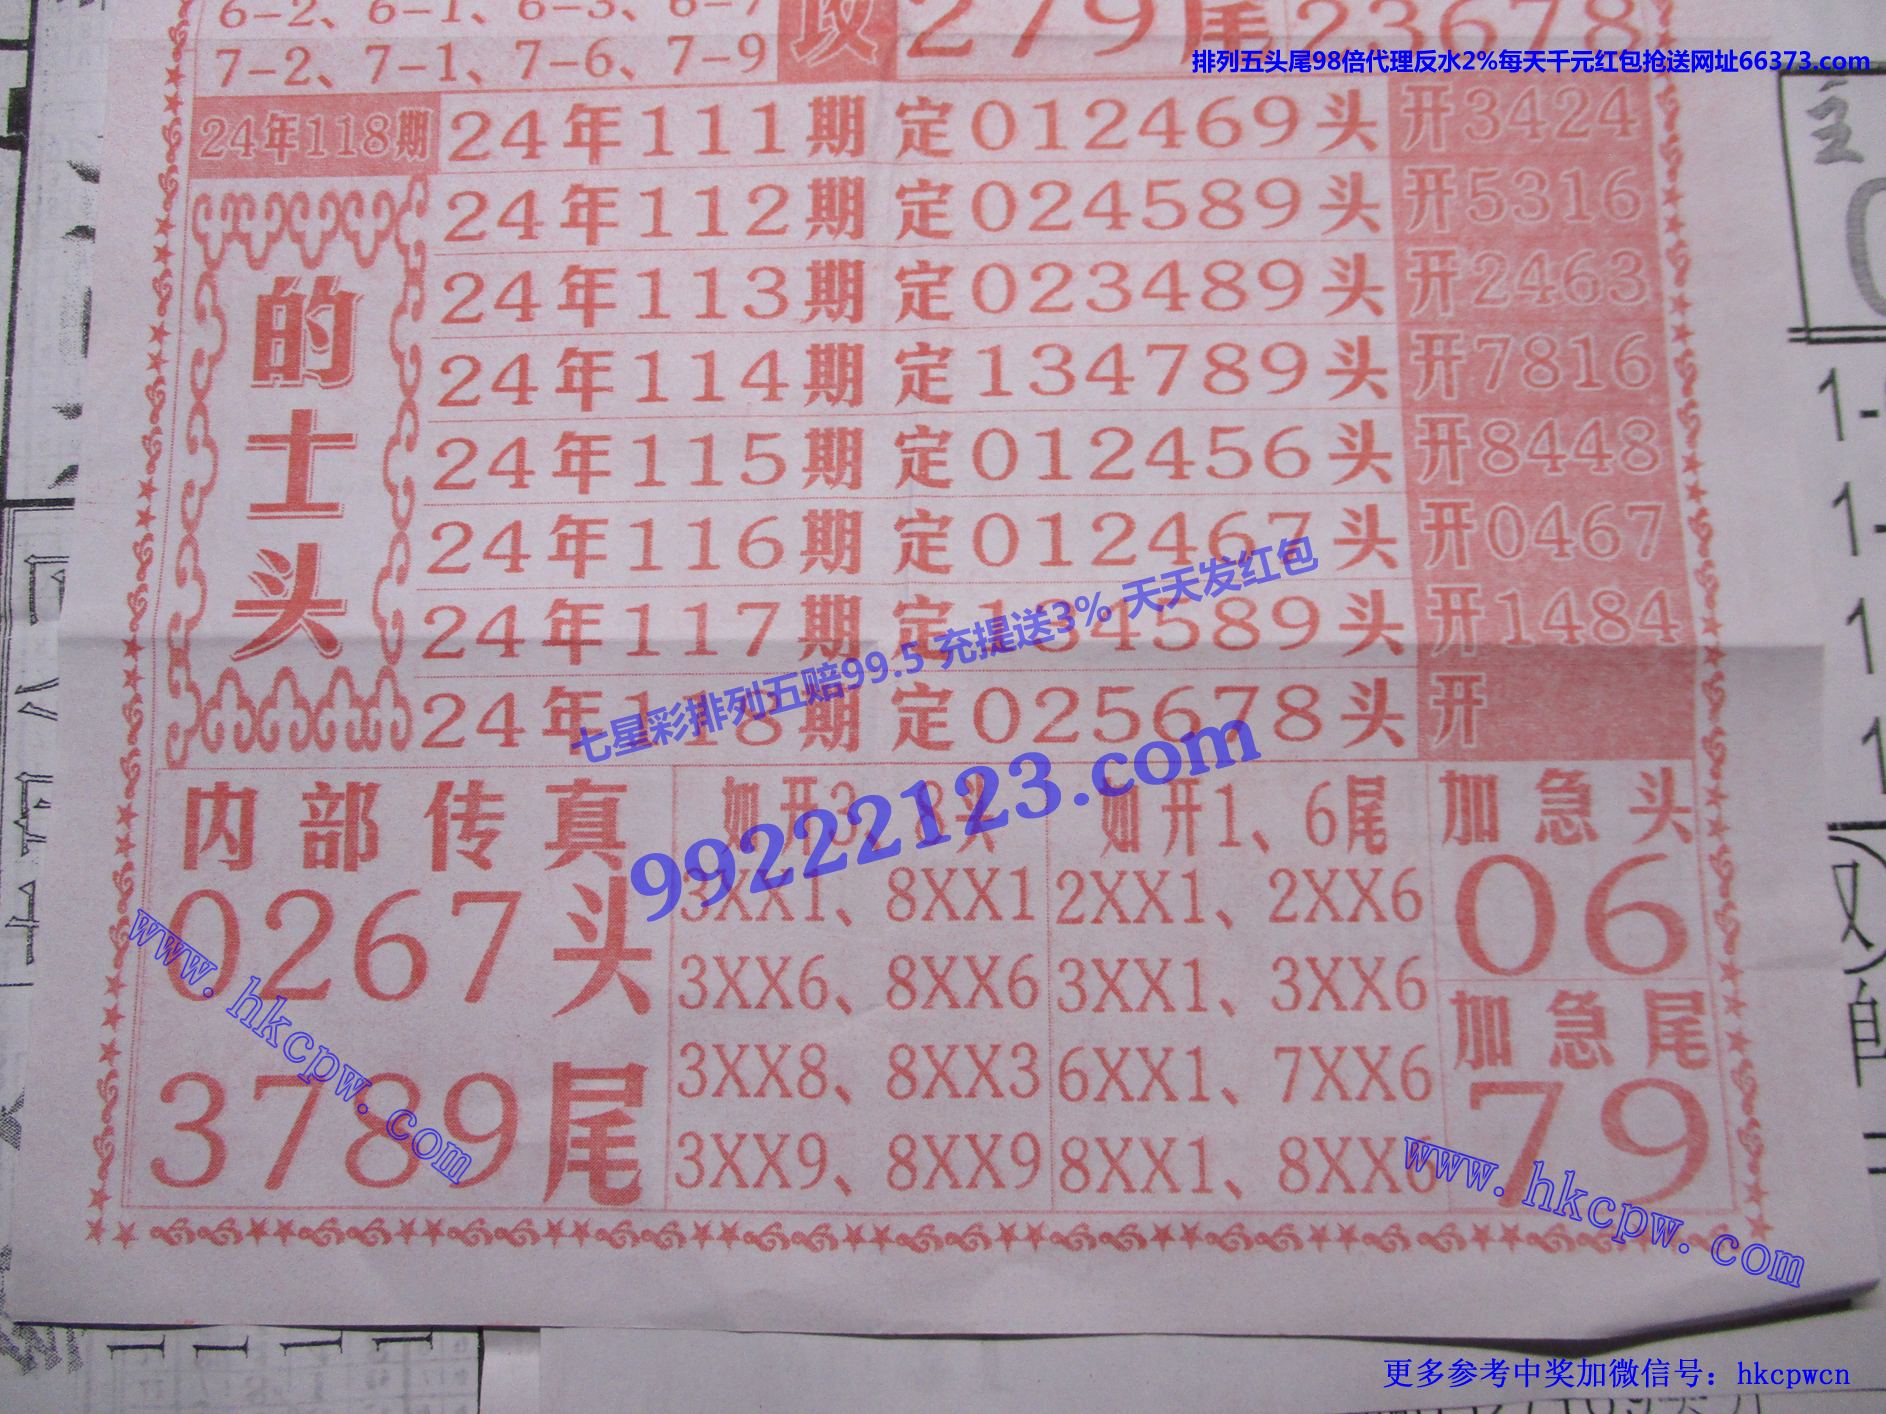 6-2、6-1、6-3、6-7
7-2、7-1、7-6、7-9
攻
279尾
23678
排列五头尾98倍代理反水2%每天千元红包抢送网址66373.com
24年118期
的士头
24年111期 定012469头 开3424
24年112期 定024589头 开5316
24年113期 定023489头 开2463
24年114期 定134789头 开7816
24年115期 定012456头 开8448
24年116期 定012467头 开0467
24年117期 定134589头 开1484
24年118期 定025678头 开
七星彩排列五赔99.5 充提送3% 天天发红包
99222123.com
内部传真
0267头
3789尾
如开3、8头
3XX1、8XX1
3XX6、8XX6
3XX8、8XX3
3XX9、8XX9
如开1、6尾
2XX1、2XX6
3XX1、3XX6
6XX1、7XX6
8XX1、8XX6
加急头
06
加急尾
79
www.hkcpw.com
www.hkcpw.com
更多参考中奖加微信号：hkcpwcn